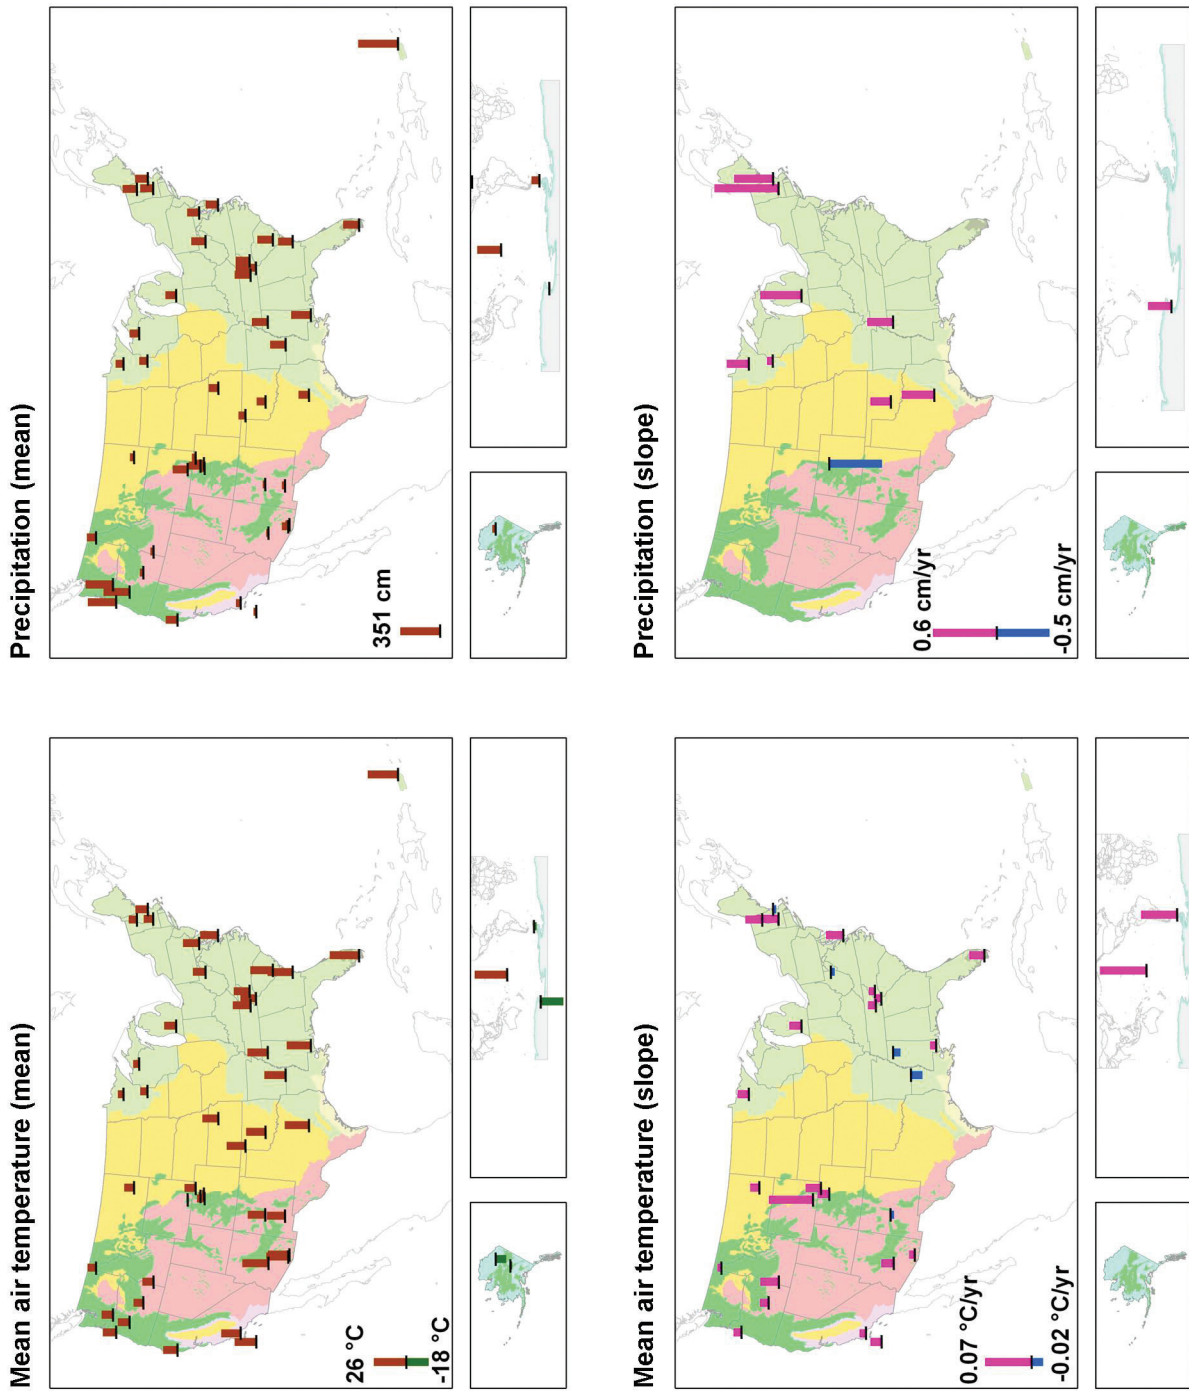 Mean air temperature (mean)
26 °C
-18 °C
Precipitation (mean)
351 cm
Mean air temperature (slope)
0.07 °C/yr
-0.02 °C/yr
Precipitation (slope)
0.6 cm/yr
-0.5 cm/yr